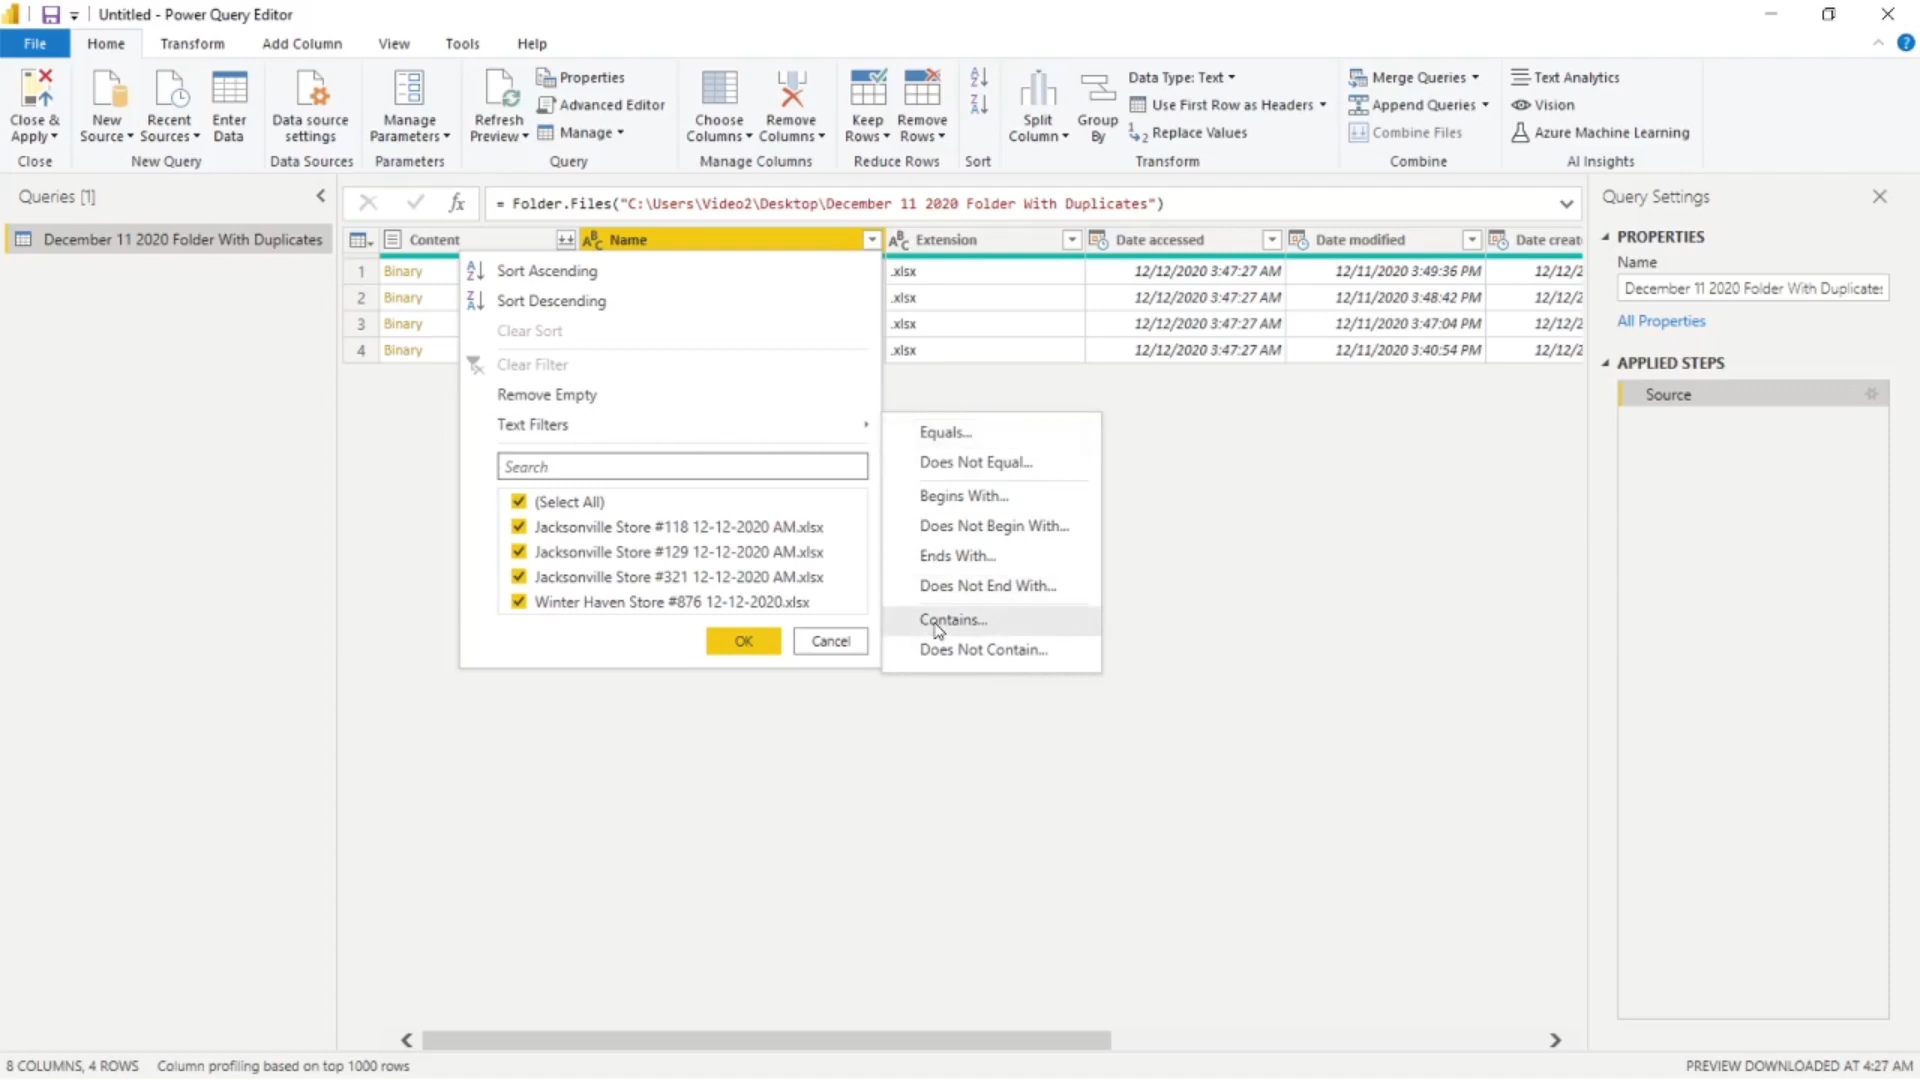 Untitled - Power Query Editor
File Home Transform Add Column View Tools Help
Close & Apply
New Source
Recent Sources
Enter Data
Data source settings
Manage Parameters
Refresh Preview
Properties
Advanced Editor
Manage
Choose Columns
Remove Columns
Keep Rows
Remove Rows
Split Column
Group By
Data Type: Text
Use First Row as Headers
Replace Values
Merge Queries
Append Queries
Combine Files
Text Analytics
Vision
Azure Machine Learning
Close New Query Data Sources Parameters Query Manage Columns Reduce Rows Sort Transform Combine AI Insights
Queries [1]
December 11 2020 Folder With Duplicates
= Folder.Files("C:\Users\Video2\Desktop\December 11 2020 Folder With Duplicates")
Content Name Extension Date accessed Date modified Date creat
1 Binary .xlsx 12/12/2020 3:47:27 AM 12/11/2020 3:49:36 PM 12/12/2
2 Binary .xlsx 12/12/2020 3:47:27 AM 12/11/2020 3:48:42 PM 12/12/2
3 Binary .xlsx 12/12/2020 3:47:27 AM 12/11/2020 3:47:04 PM 12/12/2
4 Binary .xlsx 12/12/2020 3:47:27 AM 12/11/2020 3:40:54 PM 12/12/2
Sort Ascending
Sort Descending
Clear Sort
Clear Filter
Remove Empty
Text Filters
Search
(Select All)
Jacksonville Store #118 12-12-2020 AM.xlsx
Jacksonville Store #129 12-12-2020 AM.xlsx
Jacksonville Store #321 12-12-2020 AM.xlsx
Winter Haven Store #876 12-12-2020.xlsx
OK Cancel
Equals...
Does Not Equal...
Begins With...
Does Not Begin With...
Ends With...
Does Not End With...
Contains...
Does Not Contain...
Query Settings
PROPERTIES
Name
December 11 2020 Folder With Duplicates
All Properties
APPLIED STEPS
Source
8 COLUMNS, 4 ROWS Column profiling based on top 1000 rows
PREVIEW DOWNLOADED AT 4:27 AM